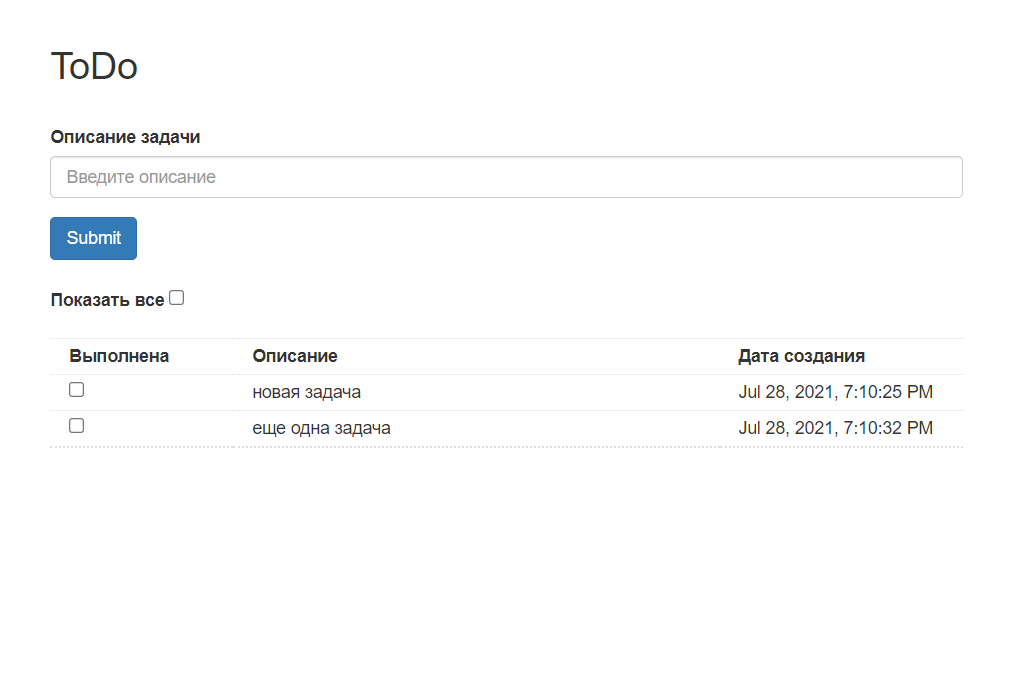 ToDo
Описание задачи
Введите описание
Submit
Показать все
Выполнена Описание Дата создания
новая задача Jul 28, 2021, 7:10:25 PM
еще одна задача Jul 28, 2021, 7:10:32 PM